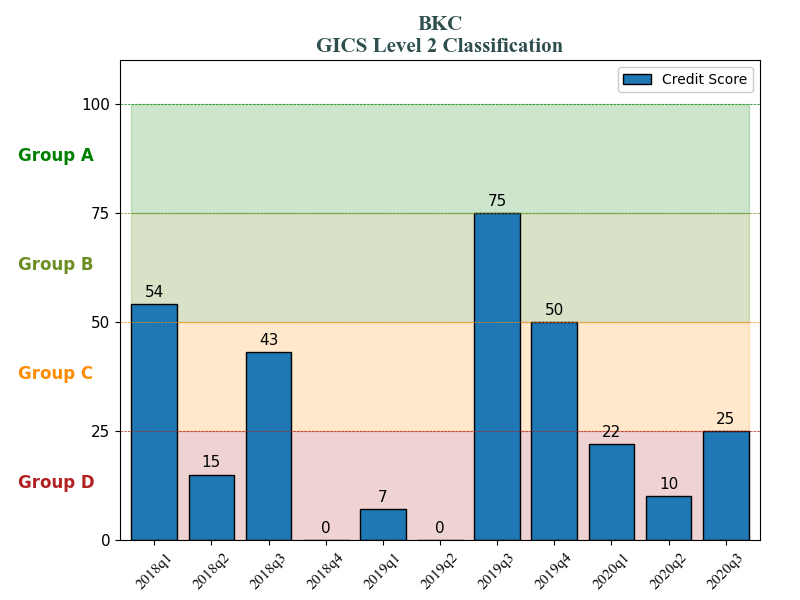 BKC
GICS Level 2 Classification
Credit Score
100
Group A
75
75
Group B
54
50
50
43
Group C
25
25
22
15
Group D
10
7
0
0
0
2018q1 2018q2 2018q3 2018q4 2019q1 2019q2 2019q3 2019q4 2020q1 2020q2 2020q3